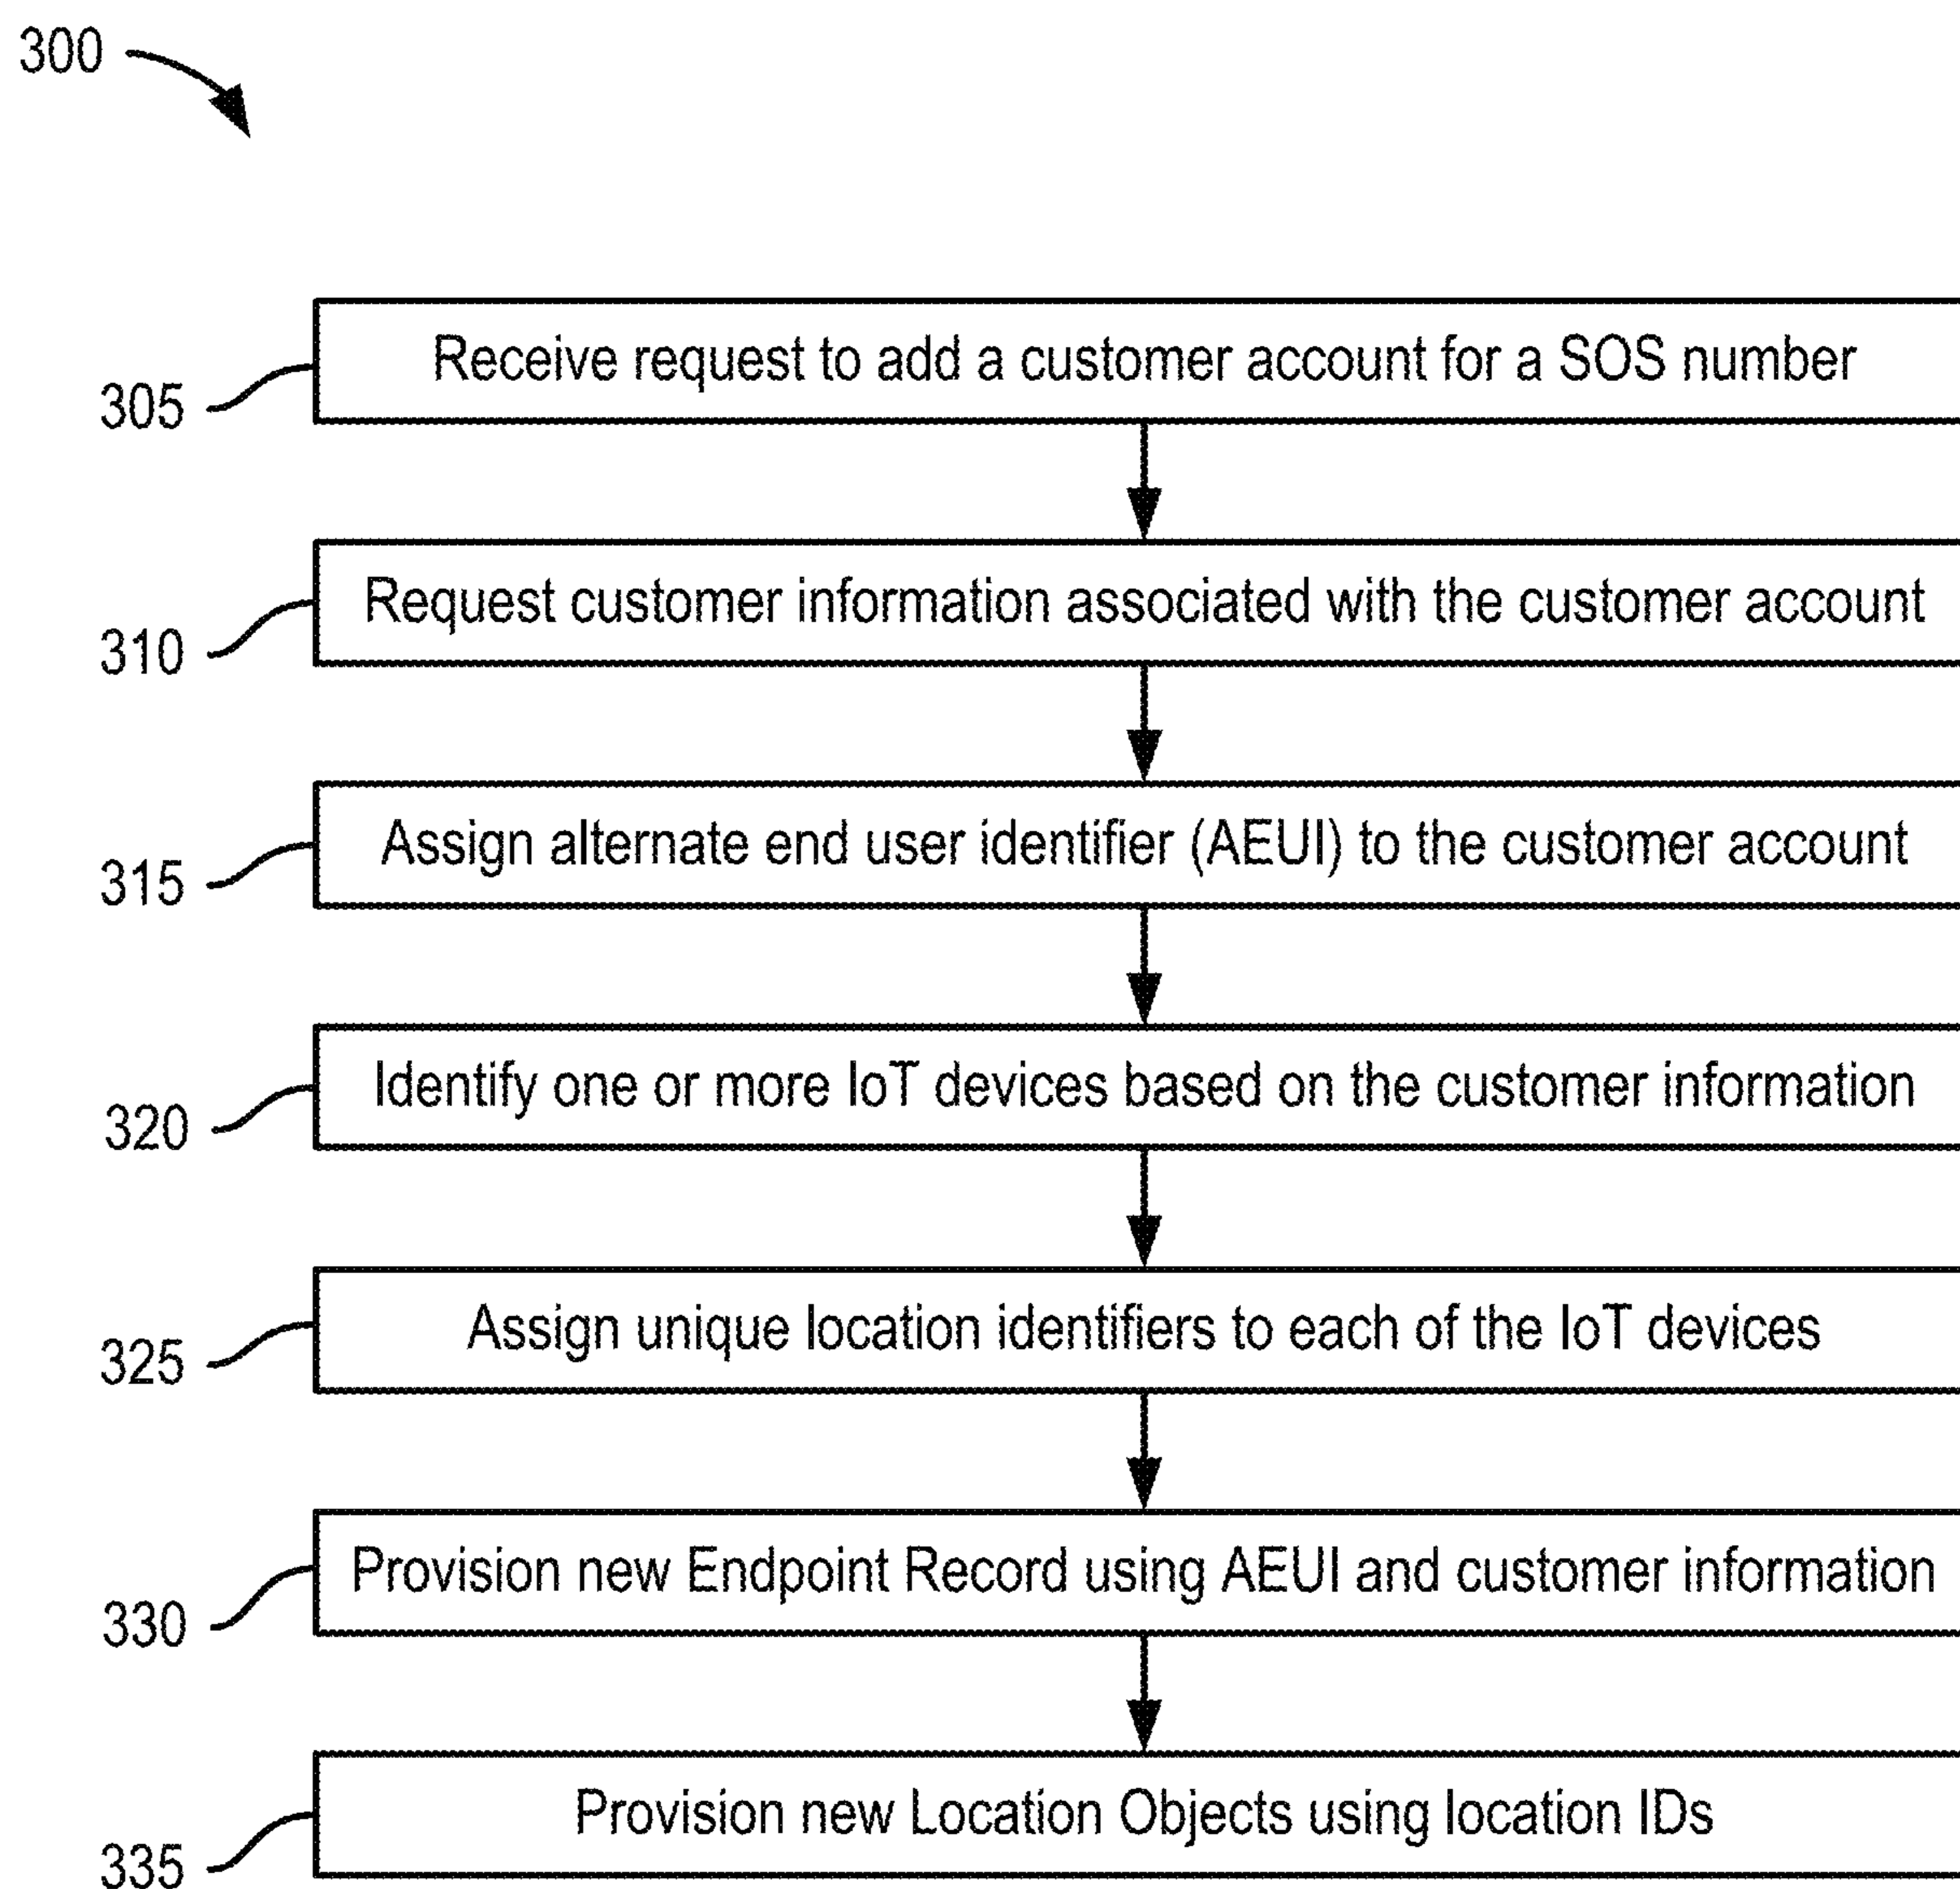 300
Receive request to add a customer account for a SOS number
305
Request customer information associated with the customer account
310
Assign alternate end user identifier (AEUI) to the customer account
315
Identify one or more IoT devices based on the customer information
320
Assign unique location identifiers to each of the IoT devices
325
Provision new Endpoint Record using AEUI and customer information
330
Provision new Location Objects using location IDs
335